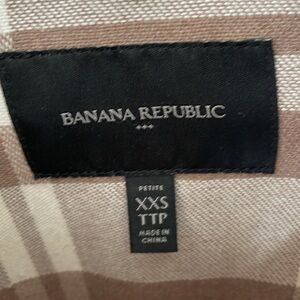 BANANA REPUBLIC
PETITE
XXS
TTP
MADE IN
CHINA